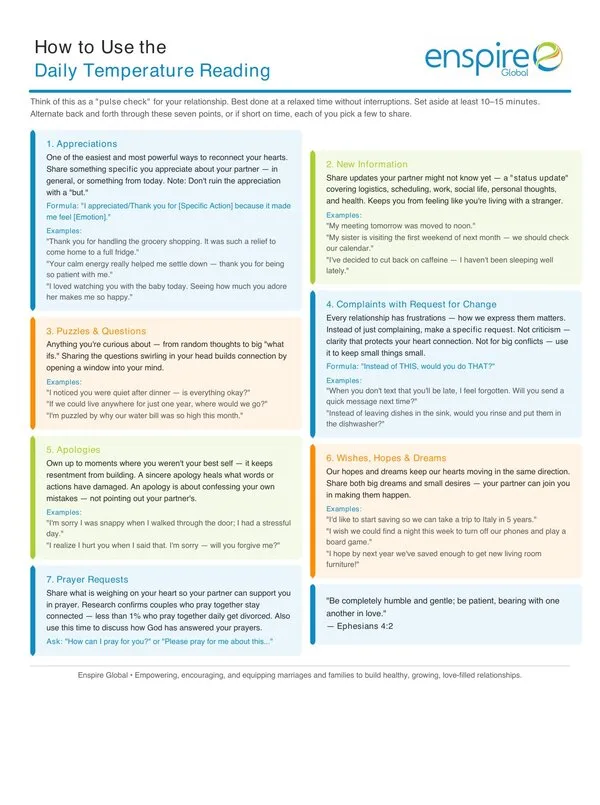 How to Use the
Daily Temperature Reading
enspire
Global
Think of this as a "pulse check" for your relationship. Best done at a relaxed time without interruptions. Set aside at least 10–15 minutes.
Alternate back and forth through these seven points, or if short on time, each of you pick a few to share.
1. Appreciations
One of the easiest and most powerful ways to reconnect your hearts.
Share something specific you appreciate about your partner — in
general, or something from today. Note: Don't ruin the appreciation
with a "but."
Formula: "I appreciated/Thank you for [Specific Action] because it made
me feel [Emotion]."
Examples:
"Thank you for handling the grocery shopping. It was such a relief to
come home to a full fridge."
"Your calm energy really helped me settle down — thank you for being
so patient with me."
"I loved watching you with the baby today. Seeing how much you adore
her makes me so happy."
2. New Information
Share updates your partner might not know yet — a "status update"
covering logistics, scheduling, work, social life, personal thoughts,
and health. Keeps you from feeling like you're living with a stranger.
Examples:
"My meeting tomorrow was moved to noon."
"My sister is visiting the first weekend of next month — we should check
our calendar."
"I've decided to cut back on caffeine — I haven't been sleeping well
lately."
3. Puzzles & Questions
Anything you're curious about — from random thoughts to big "what
ifs." Sharing the questions swirling in your head builds connection by
opening a window into your mind.
Examples:
"I noticed you were quiet after dinner — is everything okay?"
"If we could live anywhere for just one year, where would we go?"
"I'm puzzled by why our water bill was so high this month."
4. Complaints with Request for Change
Every relationship has frustrations — how we express them matters.
Instead of just complaining, make a specific request. Not criticism —
clarity that protects your heart connection. Not for big conflicts — use
it to keep small things small.
Formula: "Instead of THIS, would you do THAT?"
Examples:
"When you don't text that you'll be late, I feel forgotten. Will you send a
quick message next time?"
"Instead of leaving dishes in the sink, would you rinse and put them in
the dishwasher?"
5. Apologies
Own up to moments where you weren't your best self — it keeps
resentment from building. A sincere apology heals what words or
actions have damaged. An apology is about confessing your own
mistakes — not pointing out your partner's.
Examples:
"I'm sorry I was snappy when I walked through the door; I had a stressful
day."
"I realize I hurt you when I said that. I'm sorry — will you forgive me?"
6. Wishes, Hopes & Dreams
Our hopes and dreams keep our hearts moving in the same direction.
Share both big dreams and small desires — your partner can join you
in making them happen.
Examples:
"I'd like to start saving so we can take a trip to Italy in 5 years."
"I wish we could find a night this week to turn off our phones and play a
board game."
"I hope by next year we've saved enough to get new living room
furniture!"
7. Prayer Requests
Share what is weighing on your heart so your partner can support you
in prayer. Research confirms couples who pray together stay
connected — less than 1% who pray together daily get divorced. Also
use this time to discuss how God has answered your prayers.
Ask: "How can I pray for you?" or "Please pray for me about this..."
"Be completely humble and gentle; be patient, bearing with one
another in love."
— Ephesians 4:2
Enspire Global • Empowering, encouraging, and equipping marriages and families to build healthy, growing, love-filled relationships.